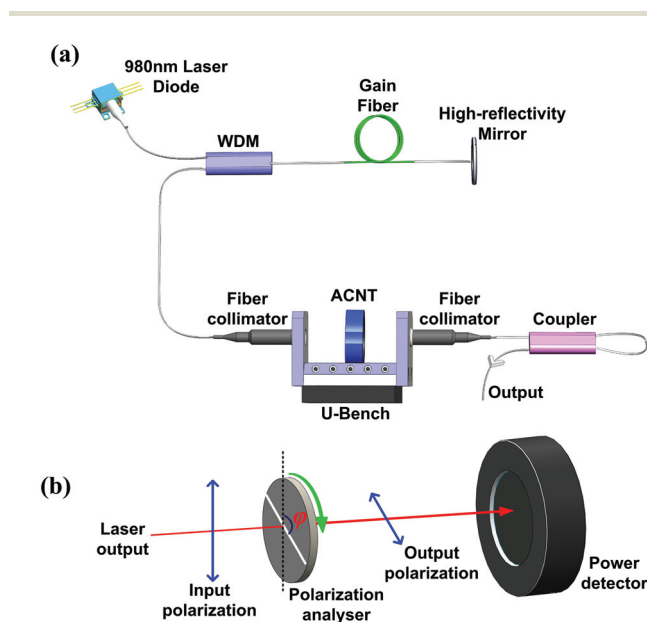 (a)
980nm Laser
Diode
WDM
Gain
Fiber
High-reflectivity
Mirror
Fiber
collimator
ACNT
Fiber
collimator
Coupler
Output
U-Bench
(b)
Laser
output
Input
polarization
φ
Polarization
analyser
Output
polarization
Power
detector